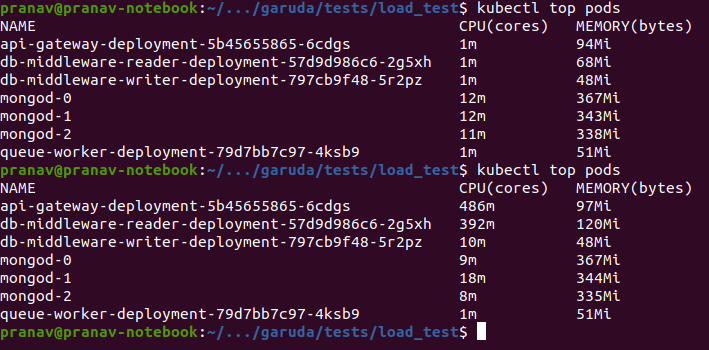 pranav@pranav-notebook:~/.../garuda/tests/load_test$ kubectl top pods
NAME CPU(cores) MEMORY(bytes)
api-gateway-deployment-5b45655865-6cdgs 1m 94Mi
db-middleware-reader-deployment-57d9d986c6-2g5xh 1m 68Mi
db-middleware-writer-deployment-797cb9f48-5r2pz 1m 48Mi
mongod-0 12m 367Mi
mongod-1 12m 343Mi
mongod-2 11m 338Mi
queue-worker-deployment-79d7bb7c97-4ksb9 1m 51Mi
pranav@pranav-notebook:~/.../garuda/tests/load_test$ kubectl top pods
NAME CPU(cores) MEMORY(bytes)
api-gateway-deployment-5b45655865-6cdgs 486m 97Mi
db-middleware-reader-deployment-57d9d986c6-2g5xh 392m 120Mi
db-middleware-writer-deployment-797cb9f48-5r2pz 10m 48Mi
mongod-0 9m 367Mi
mongod-1 18m 344Mi
mongod-2 8m 335Mi
queue-worker-deployment-79d7bb7c97-4ksb9 1m 51Mi
pranav@pranav-notebook:~/.../garuda/tests/load_test$